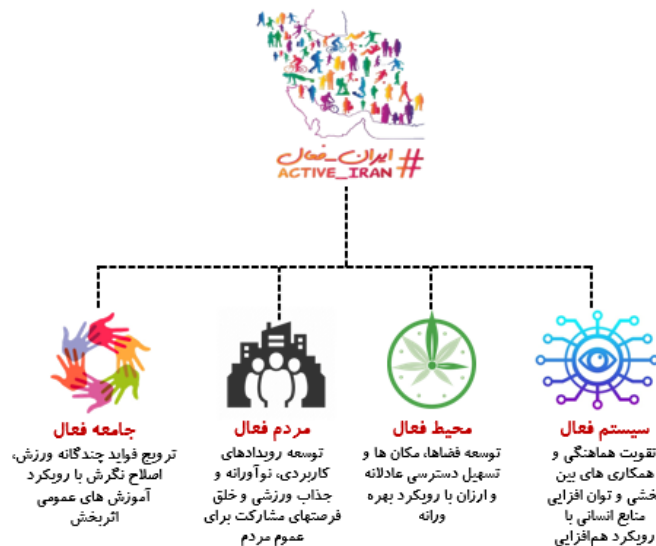 #ایران_فعال
ACTIVE_IRAN
سیستم فعال
تقویت هماهنگی و
همکاری های بین
بخشی و توان افزایی
منابع انسانی با
رویکرد هم‌افزایی
محیط فعال
توسعه فضاها، مکان ها و
تسهیل دسترسی عادلانه
و ارزان با رویکرد بهره
ورانه
مردم فعال
توسعه رویدادهای
کاربردی، نوآورانه و
جذاب ورزشی و خلق
فرصتهای مشارکت برای
عموم مردم
جامعه فعال
ترویج فواید چندگانه ورزش،
اصلاح نگرش با رویکرد
آموزش های عمومی
اثربخش